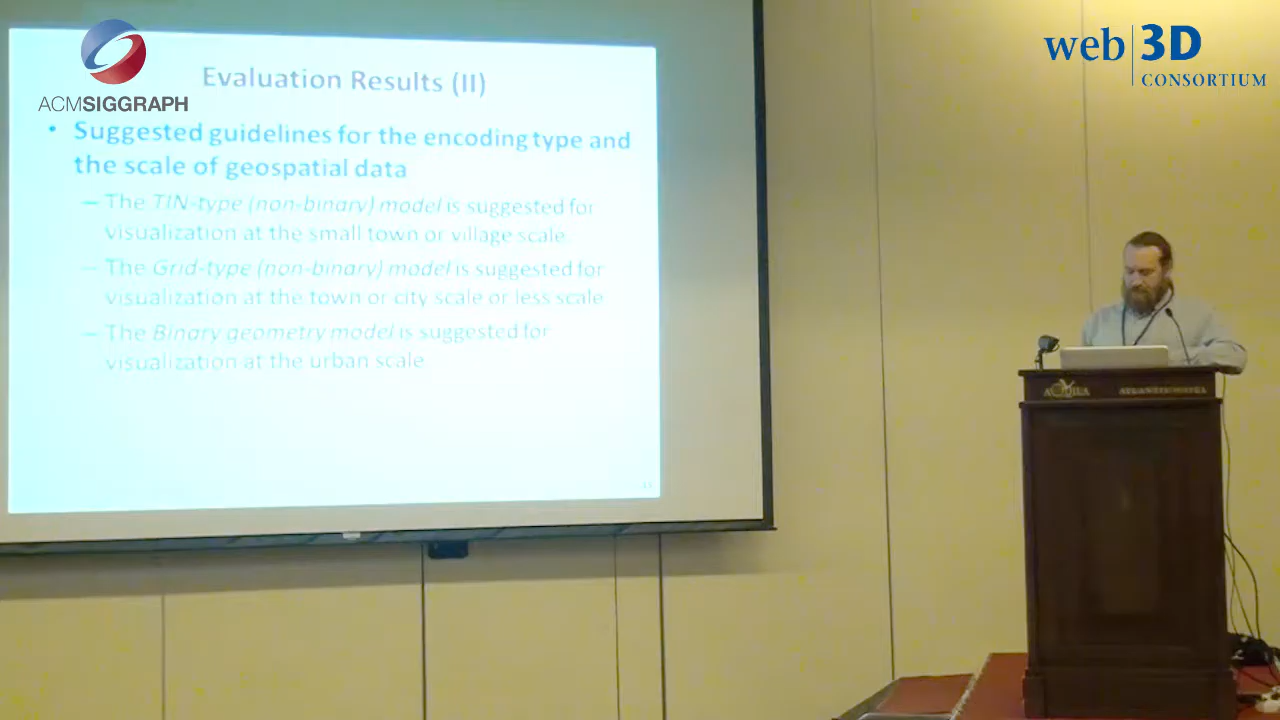 Evaluation Results (II)
ACMSIGGRAPH
• Suggested guidelines for the encoding type and
the scale of geospatial data
– The TIN-type (non-binary) model is suggested for
visualization at the small town or village scale
– The Grid-type (non-binary) model is suggested for
visualization at the town or city scale or less scale
– The Binary geometry model is suggested for
visualization at the urban scale
web 3D
CONSORTIUM